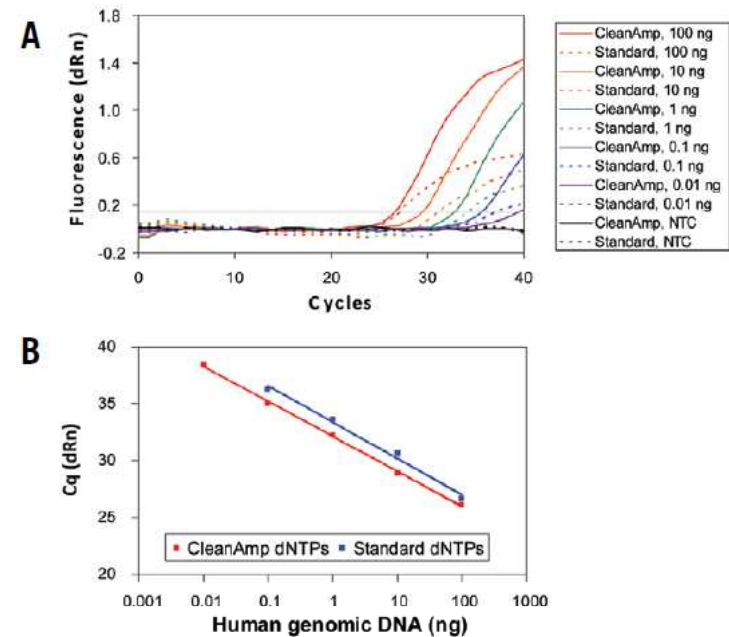 A
Fluorescence (dRn)
1.8
1.4
1.0
0.6
0.2
-0.2
0 10 20 30 40
Cycles
CleanAmp, 100 ng
Standard, 100 ng
CleanAmp, 10 ng
Standard, 10 ng
CleanAmp, 1 ng
Standard, 1 ng
CleanAmp, 0.1 ng
Standard, 0.1 ng
CleanAmp, 0.01 ng
Standard, 0.01 ng
CleanAmp, NTC
Standard, NTC
B
Cq (dRn)
40
35
30
25
20
CleanAmp dNTPs Standard dNTPs
0.001 0.01 0.1 1 10 100 1000
Human genomic DNA (ng)